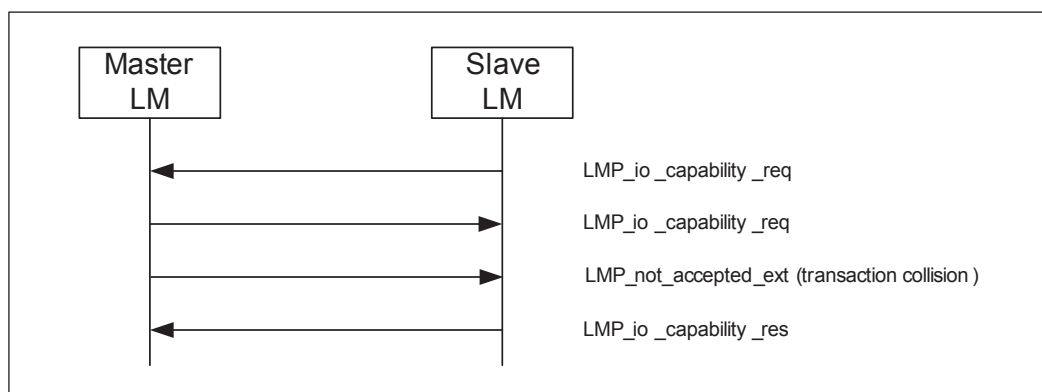 Master
LM
Slave
LM
LMP_io _capability _req
LMP_io _capability _req
LMP_not_accepted_ext (transaction collision )
LMP_io _capability _res